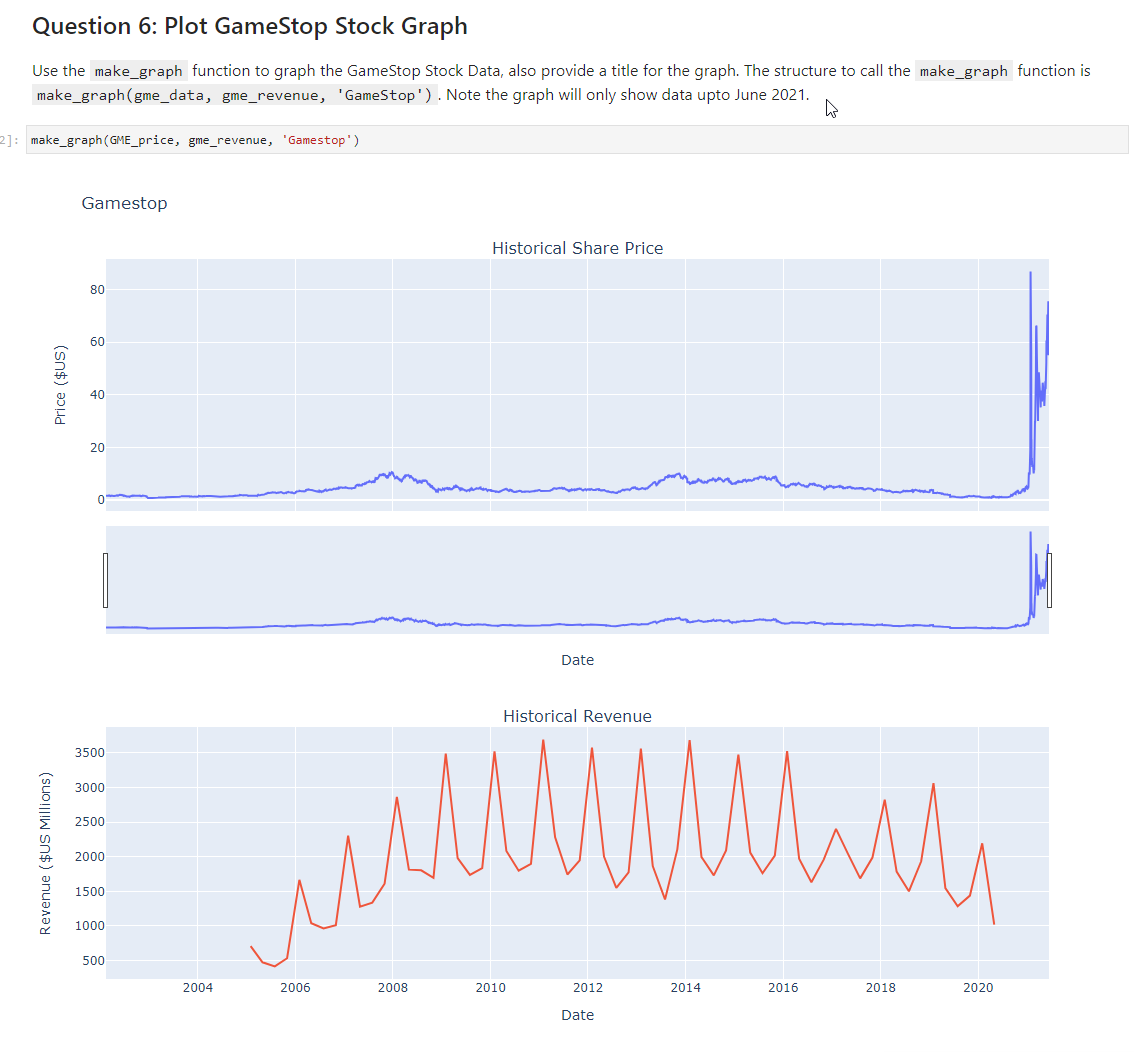 Question 6: Plot GameStop Stock Graph
Use the make_graph function to graph the GameStop Stock Data, also provide a title for the graph. The structure to call the make_graph function is
make_graph(gme_data, gme_revenue, 'GameStop'). Note the graph will only show data upto June 2021.
2]: make_graph(GME_price, gme_revenue, 'Gamestop')
Gamestop
Historical Share Price
80
60
40
20
0
Price ($US)
Date
Historical Revenue
3500
3000
2500
2000
1500
1000
500
Revenue ($US Millions)
2004 2006 2008 2010 2012 2014 2016 2018 2020
Date